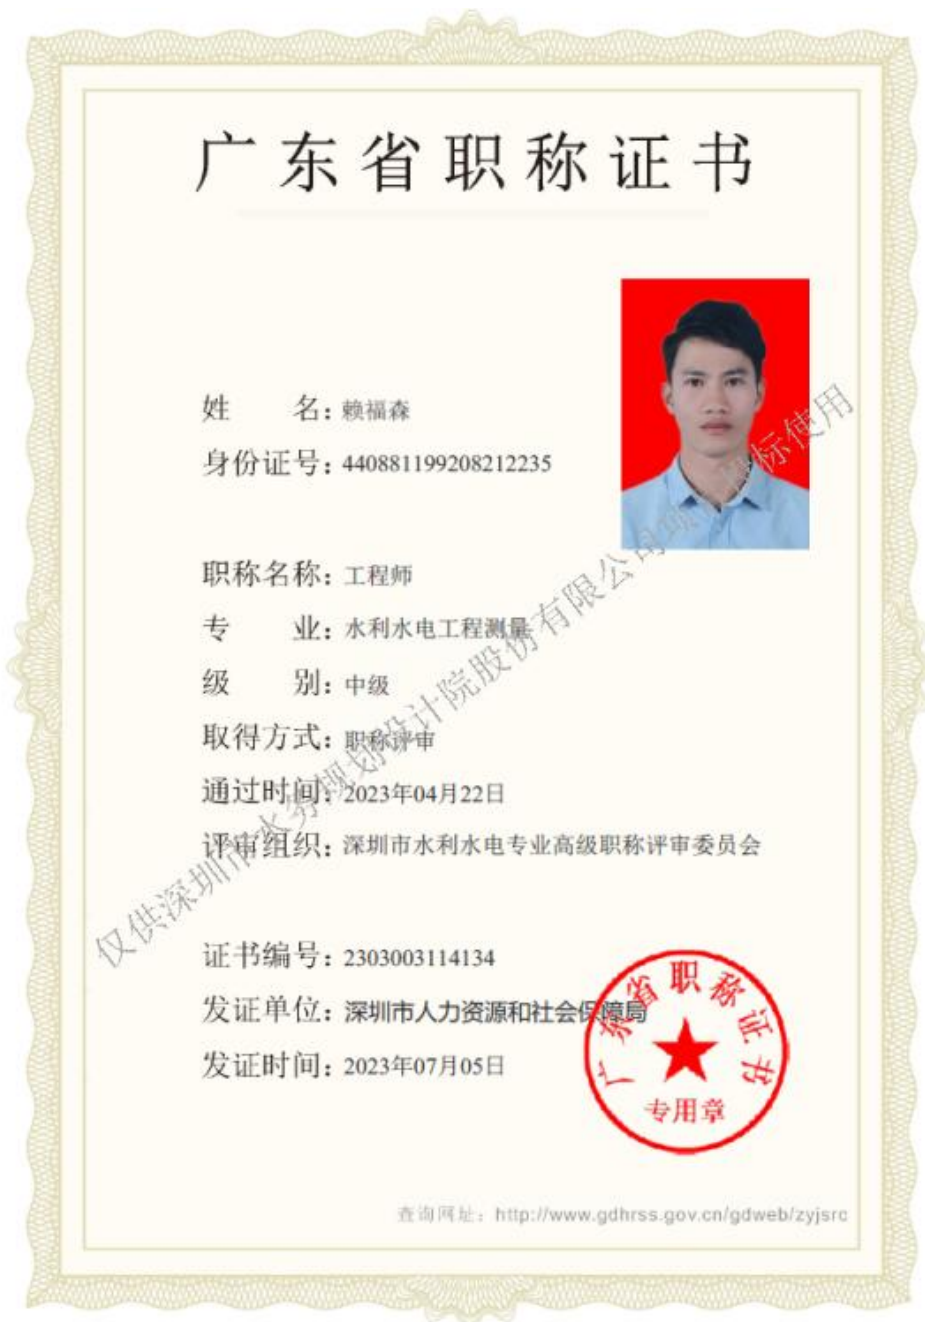 广东省职称证书
姓名：赖福森
身份证号：440881199208212235
职称名称：工程师
专业：水利水电工程测量
级别：中级
取得方式：职称评审
通过时间：2023年04月22日
评审组织：深圳市水利水电专业高级职称评审委员会
仅供深圳市水务规划设计院股份有限公司项目投标使用
证书编号：2303003114134
发证单位：深圳市人力资源和社会保障局
发证时间：2023年07月05日
广东省职称证书
专用章
查询网址：http://www.gdhrss.gov.cn/gdweb/zyjsrc